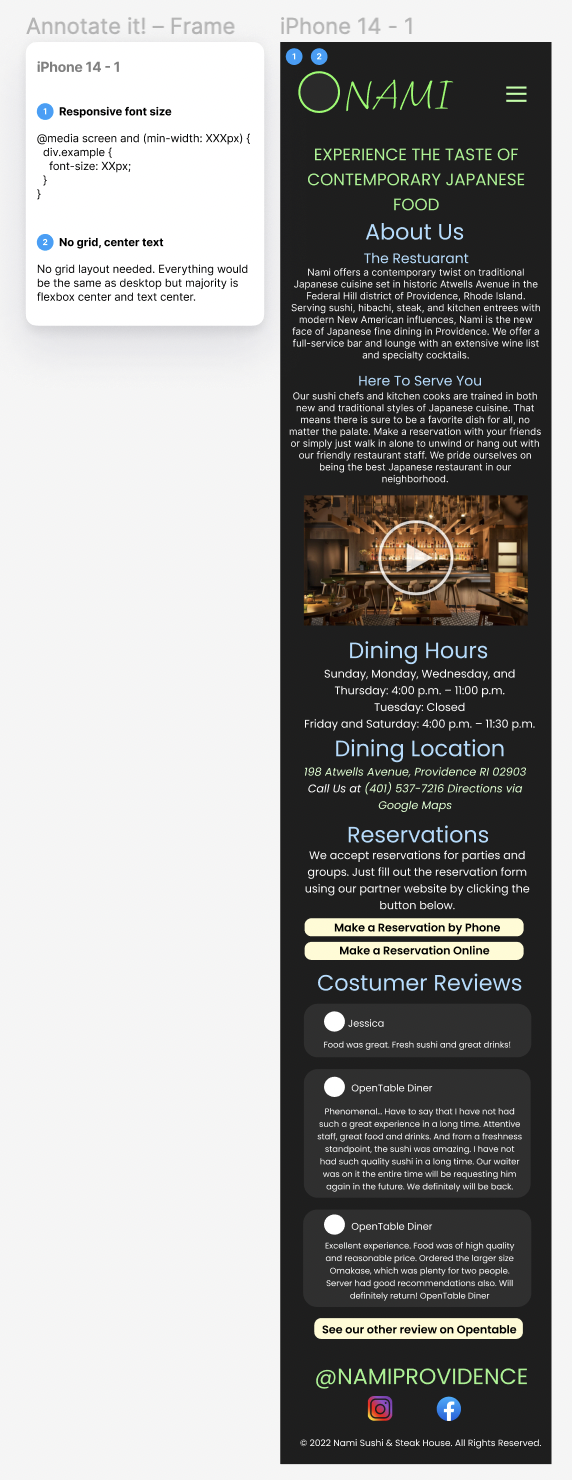 Annotate it! – Frame
iPhone 14 - 1
iPhone 14 - 1
1 Responsive font size
@media screen and (min-width: XXXpx) {
div.example {
font-size: XXpx;
}
}
2 No grid, center text
No grid layout needed. Everything would
be the same as desktop but majority is
flexbox center and text center.
1 2
NAMI
EXPERIENCE THE TASTE OF
CONTEMPORARY JAPANESE
FOOD
About Us
The Restuarant
Nami offers a contemporary twist on traditional
Japanese cuisine set in historic Atwells Avenue in the
Federal Hill district of Providence, Rhode Island.
Serving sushi, hibachi, steak, and kitchen entrees with
modern New American influences, Nami is the new
face of Japanese fine dining in Providence. We offer a
full-service bar and lounge with an extensive wine list
and specialty cocktails.
Here To Serve You
Our sushi chefs and kitchen cooks are trained in both
new and traditional styles of Japanese cuisine. That
means there is sure to be a favorite dish for all, no
matter the palate. Make a reservation with your friends
or simply just walk in alone to unwind or hang out with
our friendly restaurant staff. We pride ourselves on
being the best Japanese restaurant in our
neighborhood.
Dining Hours
Sunday, Monday, Wednesday, and
Thursday: 4:00 p.m. – 11:00 p.m.
Tuesday: Closed
Friday and Saturday: 4:00 p.m. – 11:30 p.m.
Dining Location
198 Atwells Avenue, Providence RI 02903
Call Us at (401) 537-7216 Directions via
Google Maps
Reservations
We accept reservations for parties and
groups. Just fill out the reservation form
using our partner website by clicking the
button below.
Make a Reservation by Phone
Make a Reservation Online
Costumer Reviews
Jessica
Food was great. Fresh sushi and great drinks!
OpenTable Diner
Phenomenal... Have to say that I have not had
such a great experience in a long time. Attentive
staff, great food and drinks. And from a freshness
standpoint, the sushi was amazing. I have not
had such quality sushi in a long time. Our waiter
was on it the entire time will be requesting him
again in the future. We definitely will be back.
OpenTable Diner
Excellent experience. Food was of high quality
and reasonable price. Ordered the larger size
Omakase, which was plenty for two people.
Server had good recommendations also. Will
definitely return! OpenTable Diner
See our other review on Opentable
@NAMIPROVIDENCE
© 2022 Nami Sushi & Steak House. All Rights Reserved.